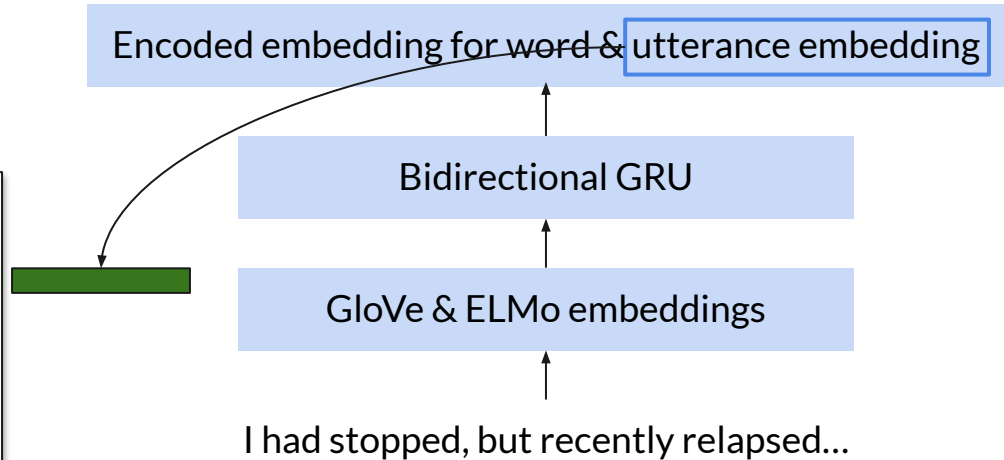 Encoded embedding for word & utterance embedding
Bidirectional GRU
GloVe & ELMo embeddings
I had stopped, but recently relapsed...